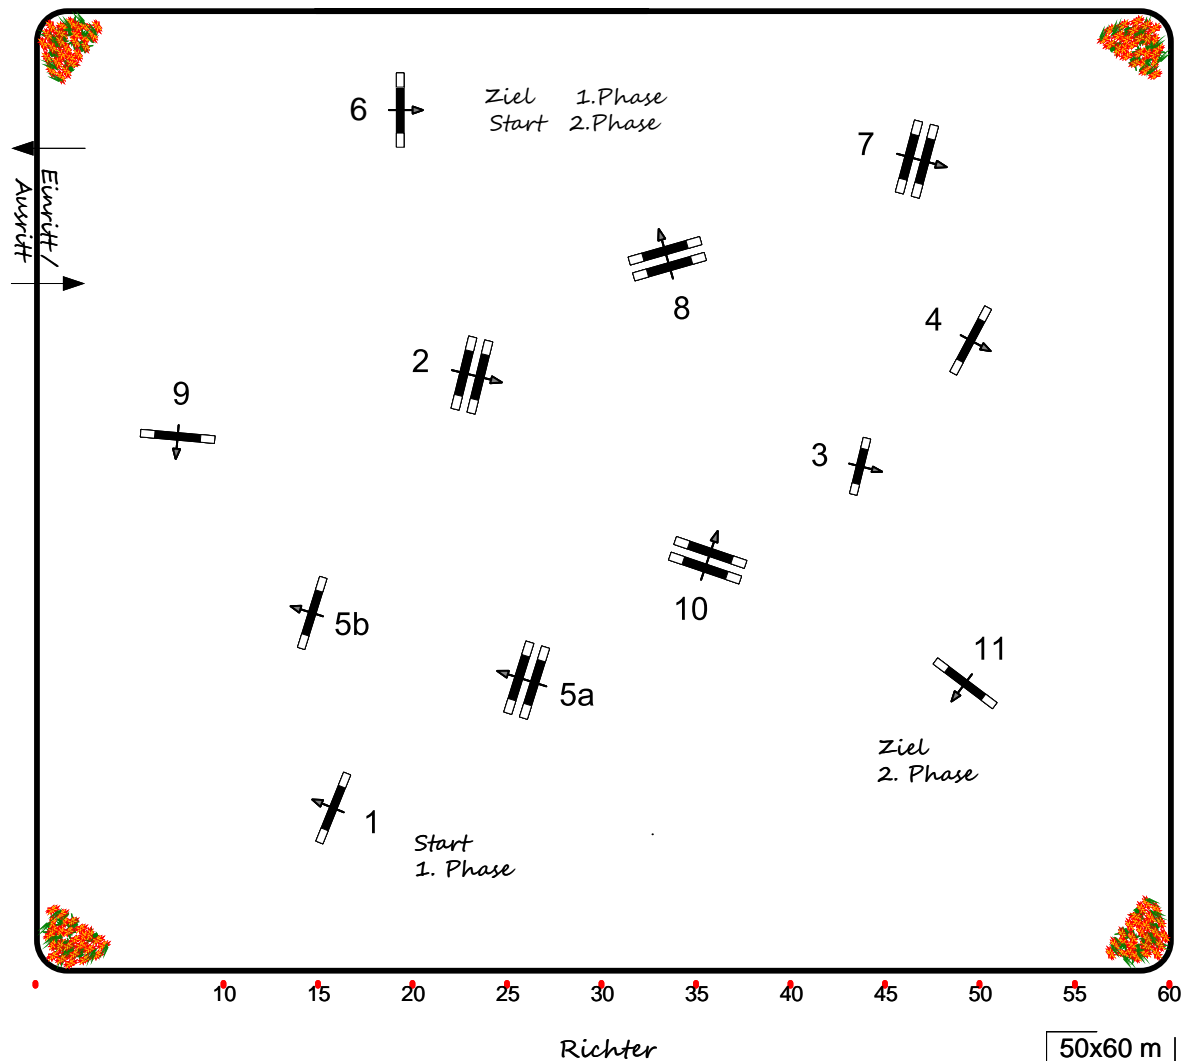 6
Ziel 1.Phase
Start 2.Phase
7
Einritt /
Ausritt
8
4
2
9
3
10
5b
11
5a
Ziel
2. Phase
1
Start
1. Phase
10 15 20 25 30 35 40 45 50 55 60
Richter
50x60 m